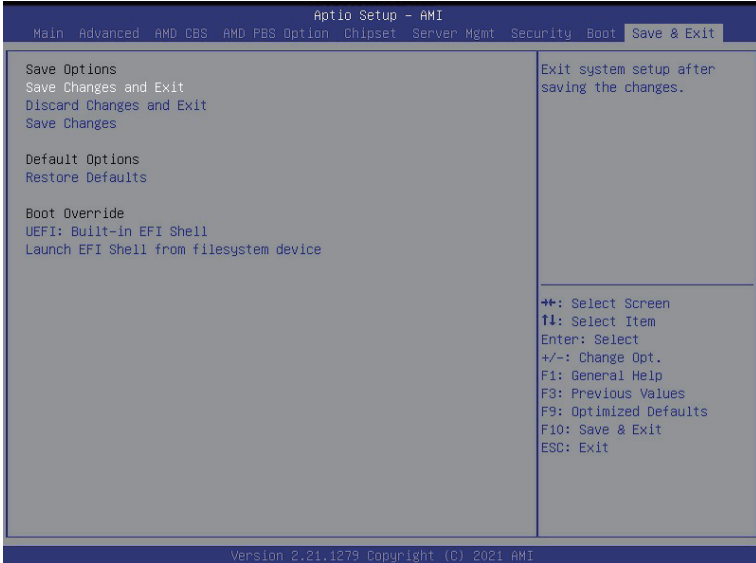 Aptio Setup – AMI
Main Advanced AMD CBS AMD PBS Option Chipset Server Mgmt Security Boot Save & Exit
Save Options
Save Changes and Exit
Discard Changes and Exit
Save Changes
Default Options
Restore Defaults
Boot Override
UEFI: Built-in EFI Shell
Launch EFI Shell from filesystem device
Exit system setup after
saving the changes.
→←: Select Screen
↑↓: Select Item
Enter: Select
+/-: Change Opt.
F1: General Help
F3: Previous Values
F9: Optimized Defaults
F10: Save & Exit
ESC: Exit
Version 2.21.1279 Copyright (C) 2021 AMI